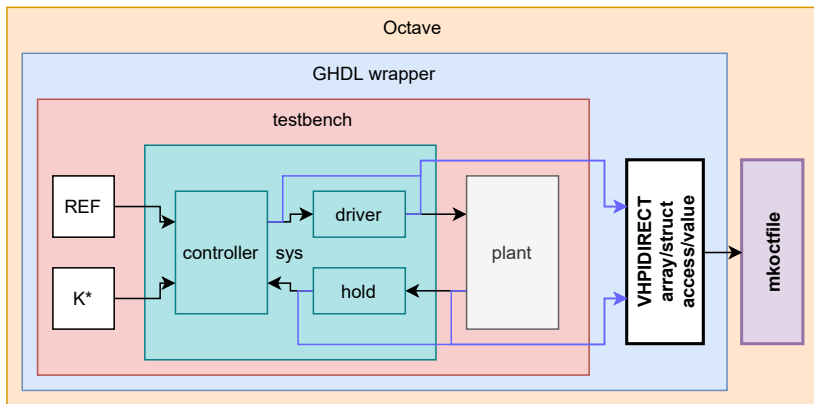 Octave
GHDL wrapper
testbench
REF
K*
controller
sys
driver
hold
plant
VHPIDIRECT
array/struct
access/value
mkoctfile